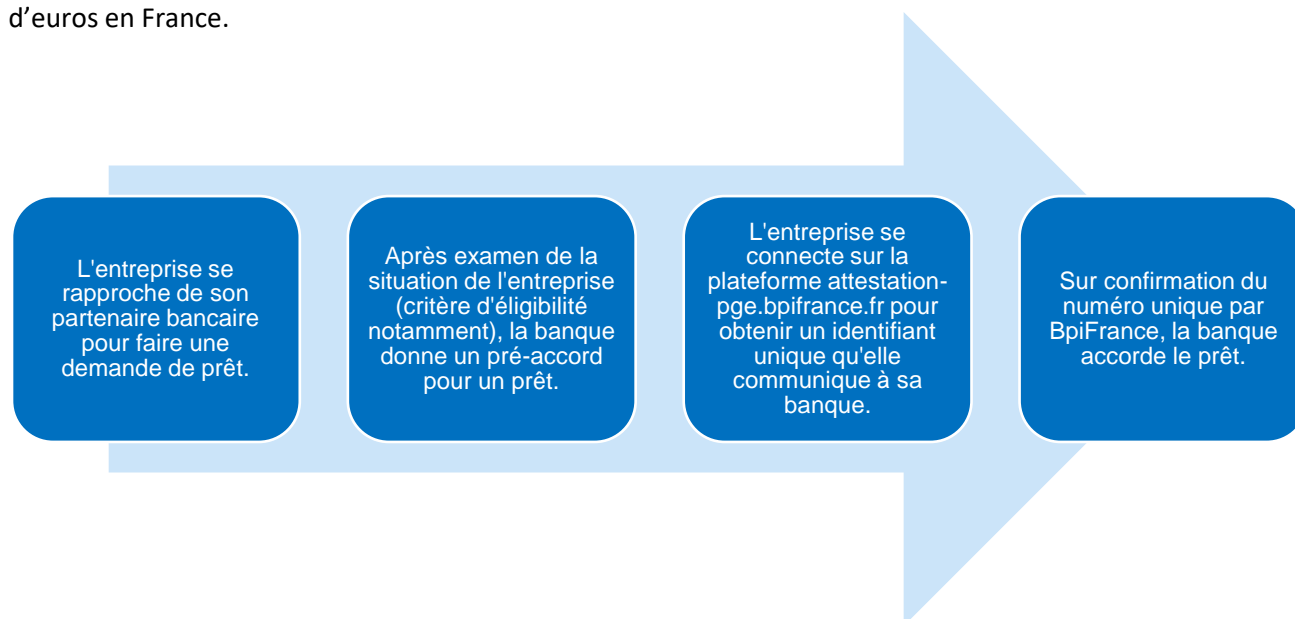 d’euros en France.
L'entreprise se
rapproche de son
partenaire bancaire
pour faire une
demande de prêt.
Après examen de la
situation de l'entreprise
(critère d'éligibilité
notamment), la banque
donne un pré-accord
pour un prêt.
L'entreprise se
connecte sur la
plateforme attestation-
pge.bpifrance.fr pour
obtenir un identifiant
unique qu'elle
communique à sa
banque.
Sur confirmation du
numéro unique par
BpiFrance, la banque
accorde le prêt.